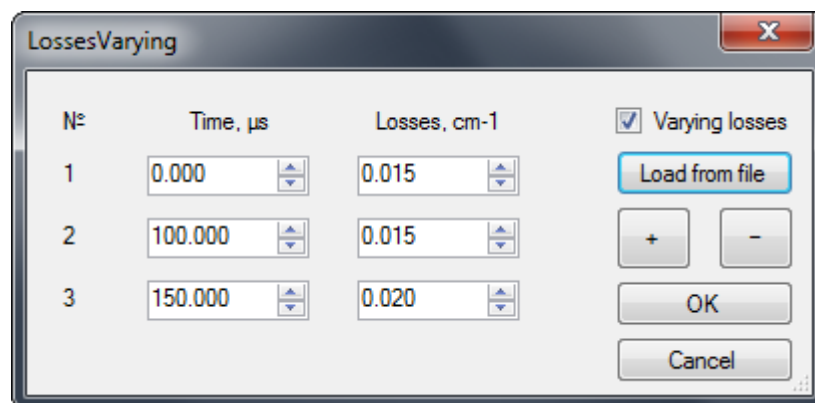 LossesVarying
№ Time, µs Losses, cm-1 Varying losses
1 0.000 0.015 Load from file
2 100.000 0.015 + -
3 150.000 0.020 OK
Cancel